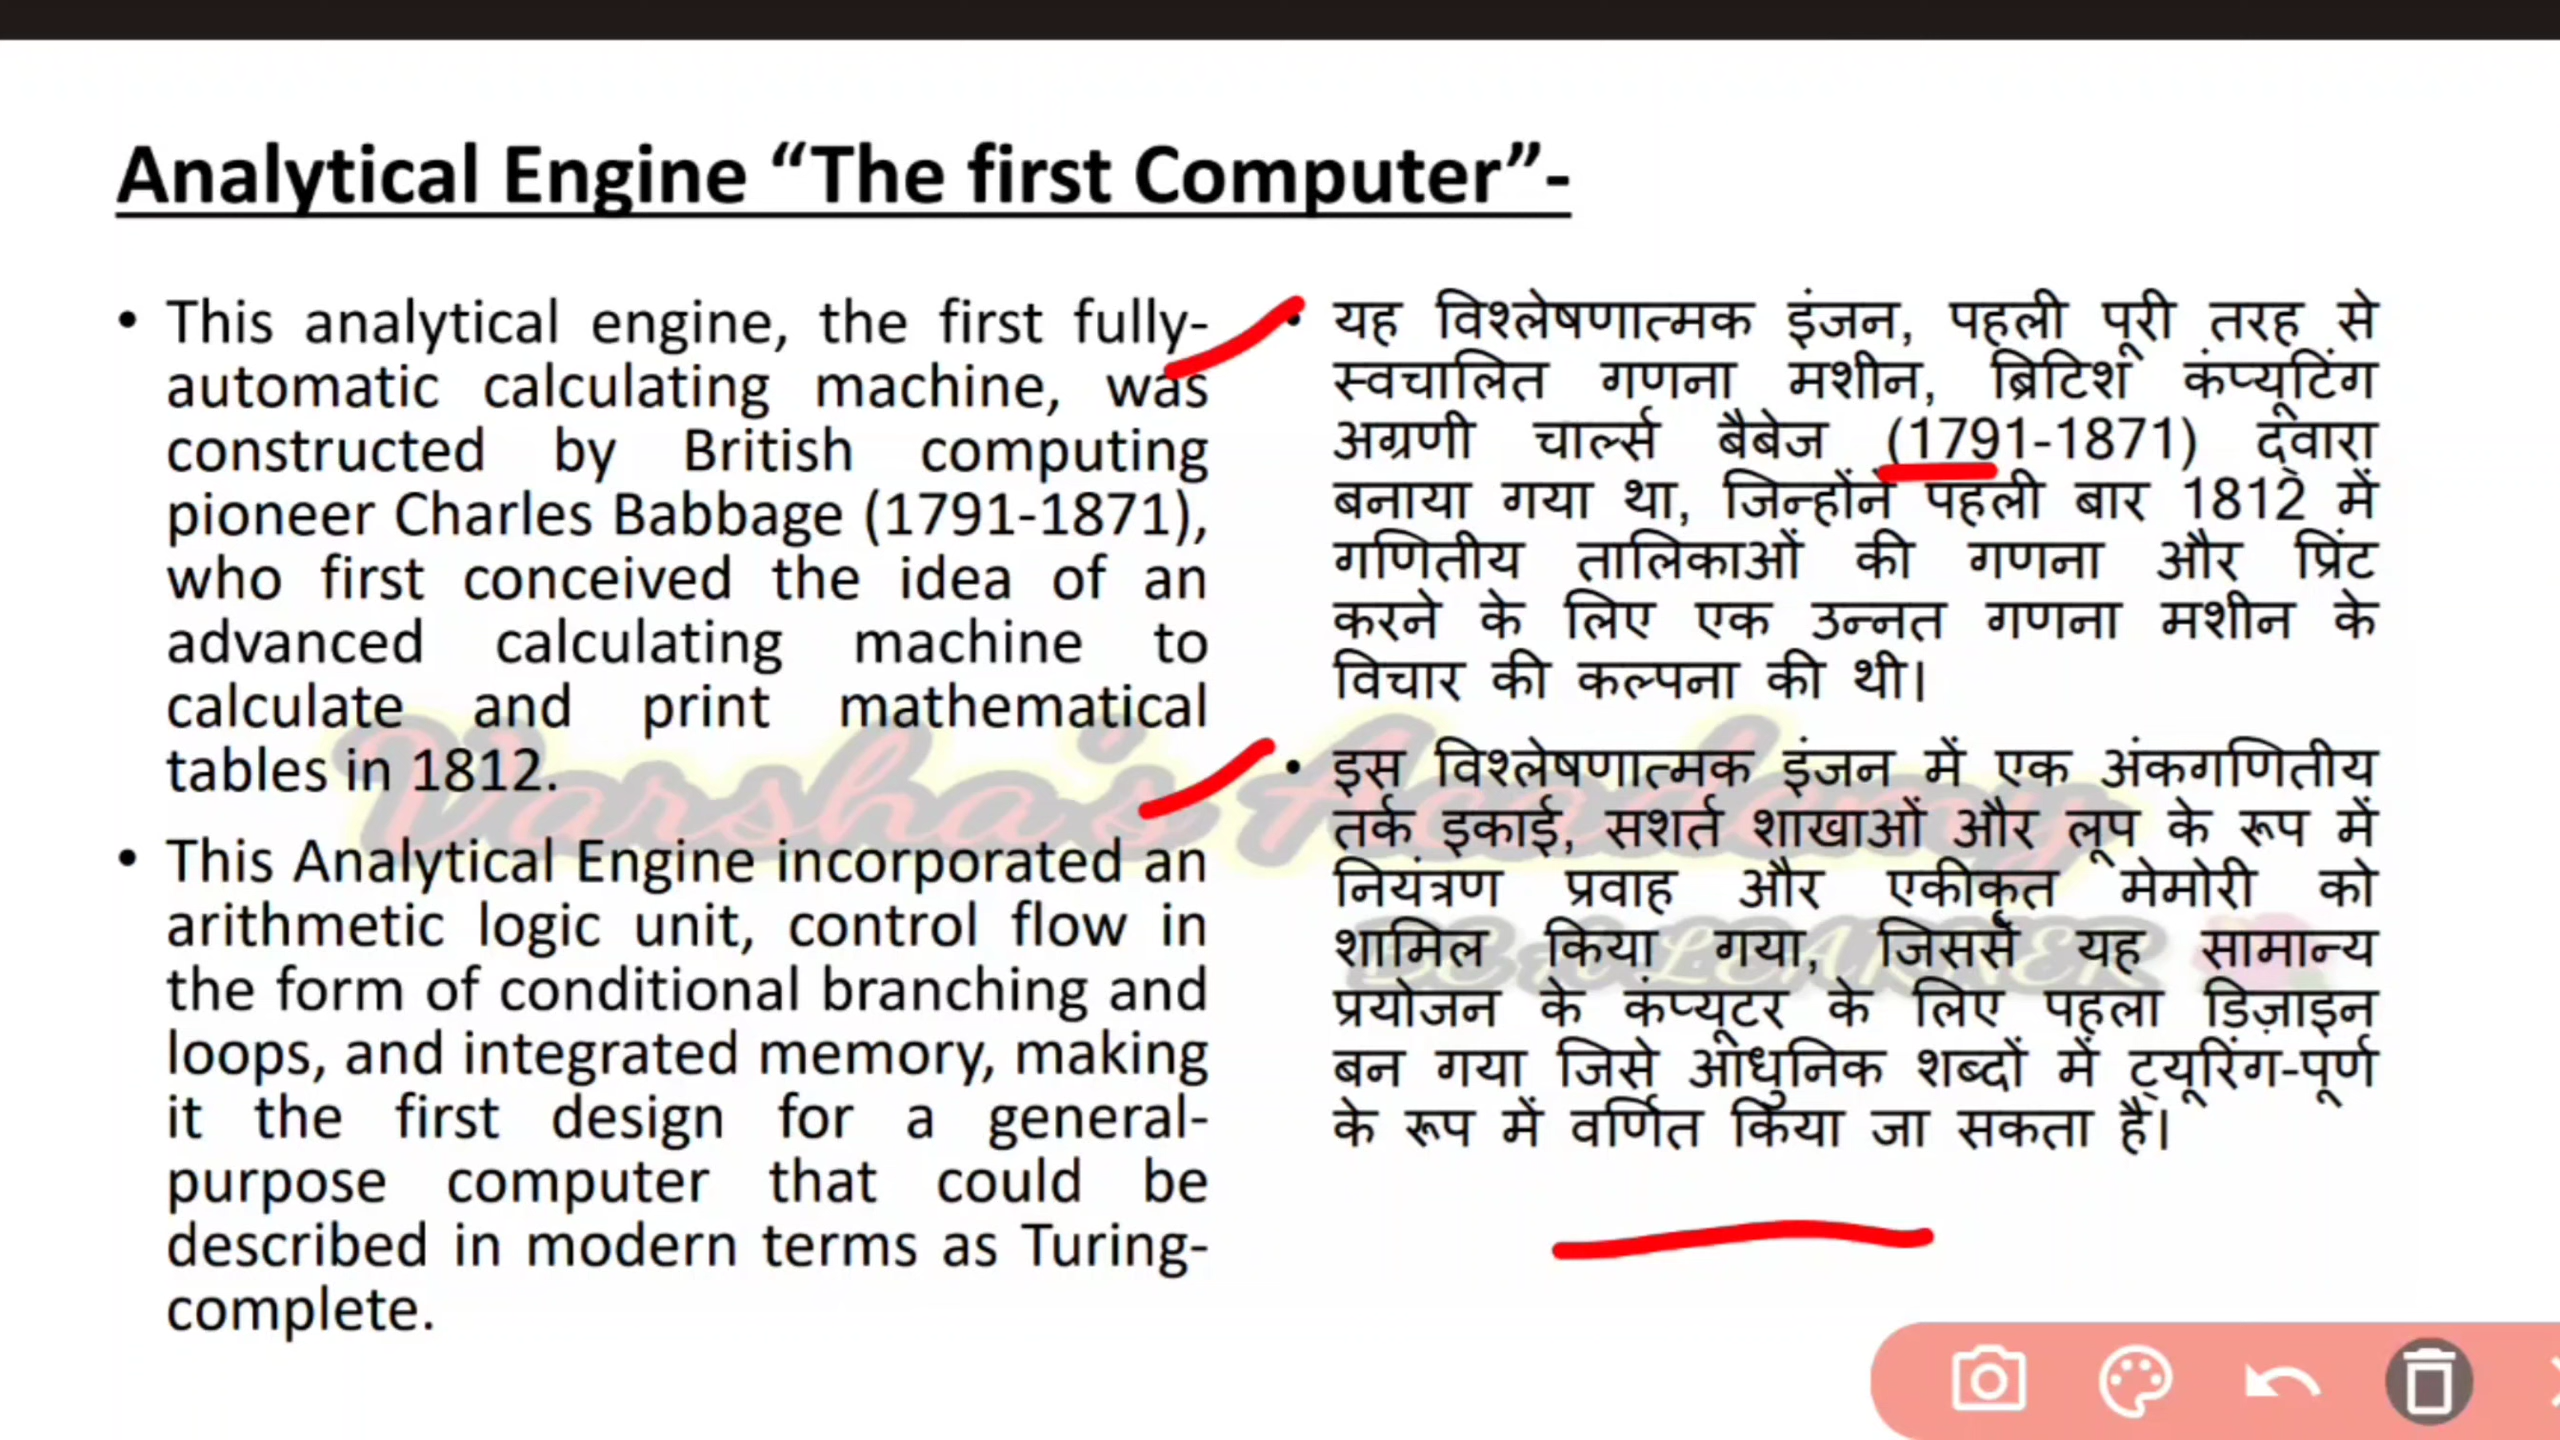 Analytical Engine “The first Computer”-
• This analytical engine, the first fully-
automatic calculating machine, was
constructed by British computing
pioneer Charles Babbage (1791-1871),
who first conceived the idea of an
advanced calculating machine to
calculate and print mathematical
tables in 1812.
• This Analytical Engine incorporated an
arithmetic logic unit, control flow in
the form of conditional branching and
loops, and integrated memory, making
it the first design for a general-
purpose computer that could be
described in modern terms as Turing-
complete.
• यह विश्लेषणात्मक इंजन, पहली पूरी तरह से
स्वचालित गणना मशीन, ब्रिटिश कंप्यूटिंग
अग्रणी चार्ल्स बैबेज (1791-1871) द्वारा
बनाया गया था, जिन्होंने पहली बार 1812 में
गणितीय तालिकाओं की गणना और प्रिंट
करने के लिए एक उन्नत गणना मशीन के
विचार की कल्पना की थी।
• इस विश्लेषणात्मक इंजन में एक अंकगणितीय
तर्क इकाई, सशर्त शाखाओं और लूप के रूप में
नियंत्रण प्रवाह और एकीकृत मेमोरी को
शामिल किया गया, जिससे यह सामान्य
प्रयोजन के कंप्यूटर के लिए पहला डिज़ाइन
बन गया जिसे आधुनिक शब्दों में ट्यूरिंग-पूर्ण
के रूप में वर्णित किया जा सकता है।
Varsha's Academy
BE A LEARNER